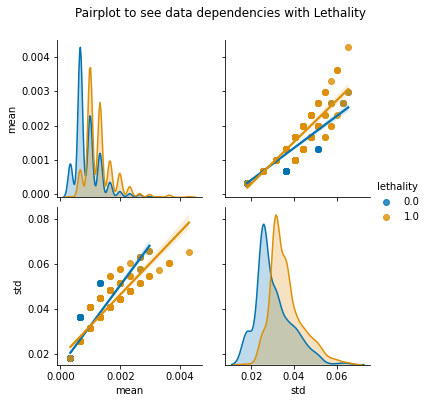 Pairplot to see data dependencies with Lethality
0.004
0.003
0.002
0.001
0.000
mean
lethality
0.0
1.0
0.08
0.06
0.04
0.02
std
0.000 0.002 0.004
mean
0.02 0.04 0.06
std